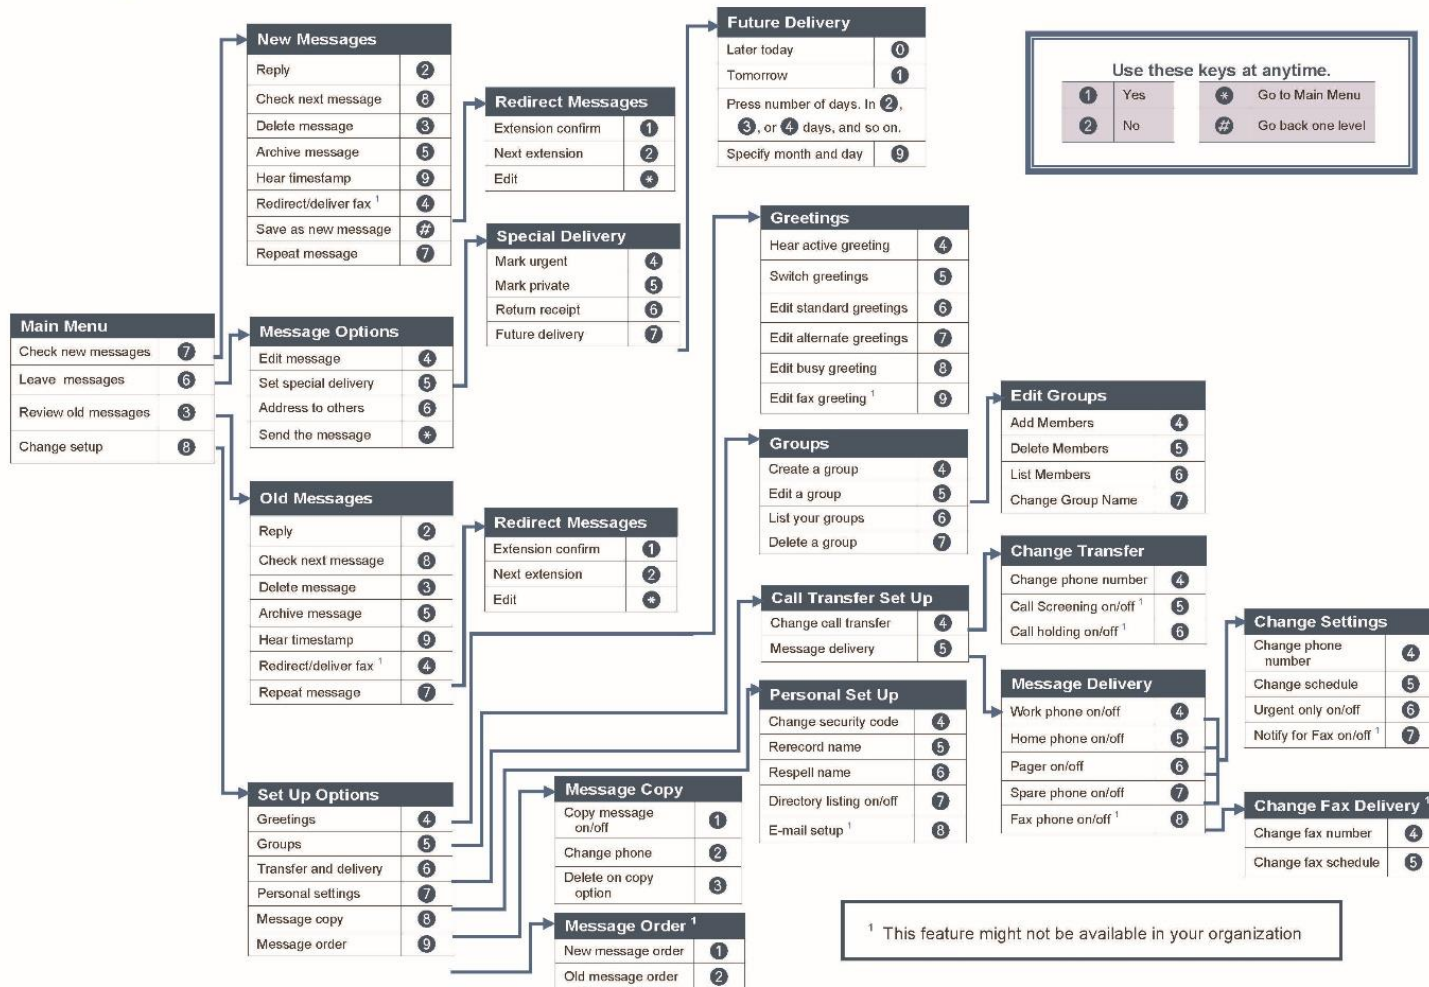 Main Menu
Check new messages 7
Leave messages 6
Review old messages 3
Change setup 8
New Messages
Reply 2
Check next message 8
Delete message 3
Archive message 5
Hear timestamp 9
Redirect/deliver fax 1 4
Save as new message #
Repeat message 7
Message Options
Edit message 4
Set special delivery 5
Address to others 6
Send the message *
Old Messages
Reply 2
Check next message 8
Delete message 3
Archive message 5
Hear timestamp 9
Redirect/deliver fax 1 4
Repeat message 7
Set Up Options
Greetings 4
Groups 5
Transfer and delivery 6
Personal settings 7
Message copy 8
Message order 9
Redirect Messages
Extension confirm 1
Next extension 2
Edit *
Special Delivery
Mark urgent 4
Mark private 5
Return receipt 6
Future delivery 7
Redirect Messages
Extension confirm 1
Next extension 2
Edit *
Message Copy
Copy message
on/off 1
Change phone 2
Delete on copy
option 3
Message Order 1
New message order 1
Old message order 2
Future Delivery
Later today 0
Tomorrow 1
Press number of days. In 2,
3, or 4 days, and so on.
Specify month and day 9
Greetings
Hear active greeting 4
Switch greetings 5
Edit standard greetings 6
Edit alternate greetings 7
Edit busy greeting 8
Edit fax greeting 1 9
Groups
Create a group 4
Edit a group 5
List your groups 6
Delete a group 7
Call Transfer Set Up
Change call transfer 4
Message delivery 5
Personal Set Up
Change security code 4
Rerecord name 5
Respell name 6
Directory listing on/off 7
E-mail setup 1 8
Edit Groups
Add Members 4
Delete Members 5
List Members 6
Change Group Name 7
Change Transfer
Change phone number 4
Call Screening on/off 1 5
Call holding on/off 1 6
Message Delivery
Work phone on/off 4
Home phone on/off 5
Pager on/off 6
Spare phone on/off 7
Fax phone on/off 1 8
Change Settings
Change phone
number 4
Change schedule 5
Urgent only on/off 6
Notify for Fax on/off 1 7
Change Fax Delivery 1
Change fax number 4
Change fax schedule 5
Use these keys at anytime.
1 Yes * Go to Main Menu
2 No # Go back one level
1 This feature might not be available in your organization